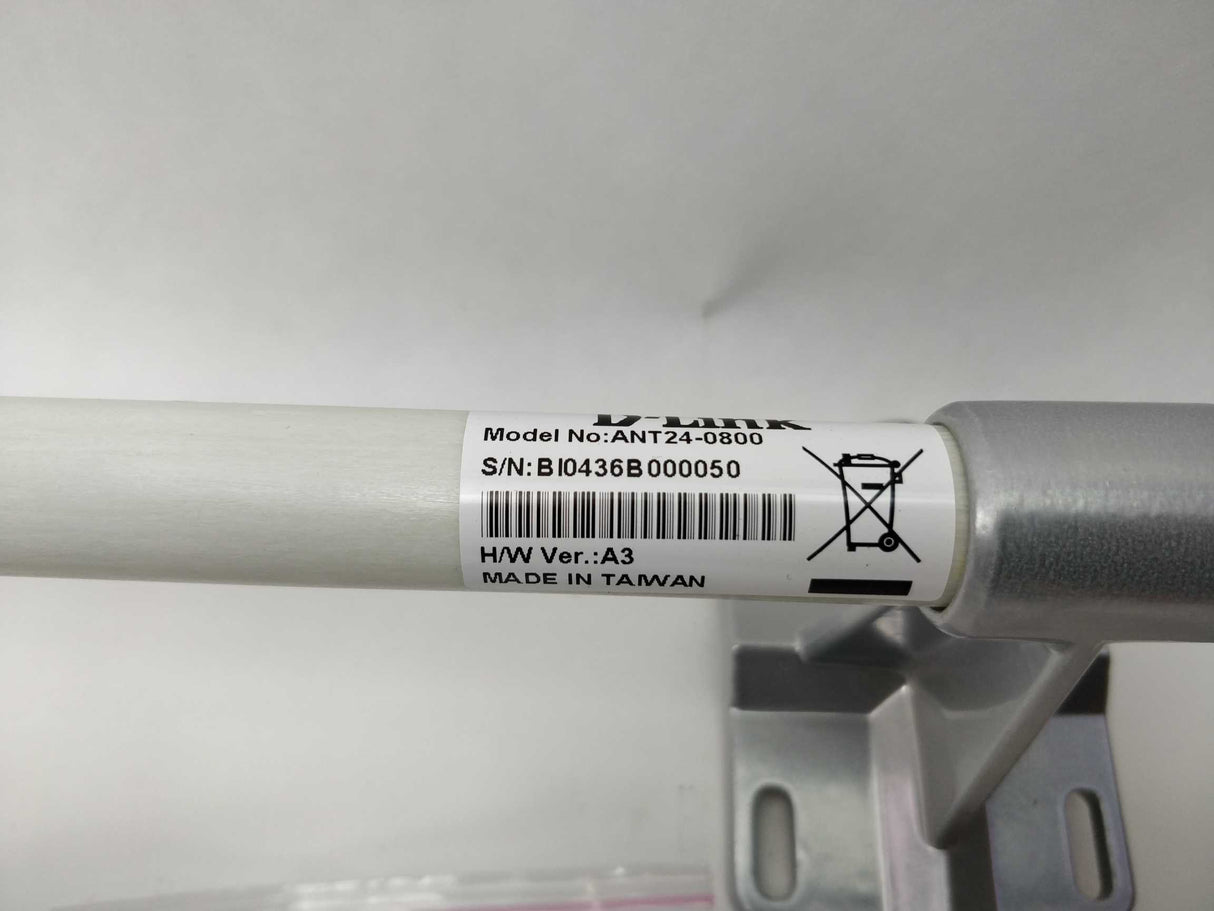 D-Link
Model No:ANT24-0800
S/N:BI0436B000050
H/W Ver.:A3
MADE IN TAIWAN